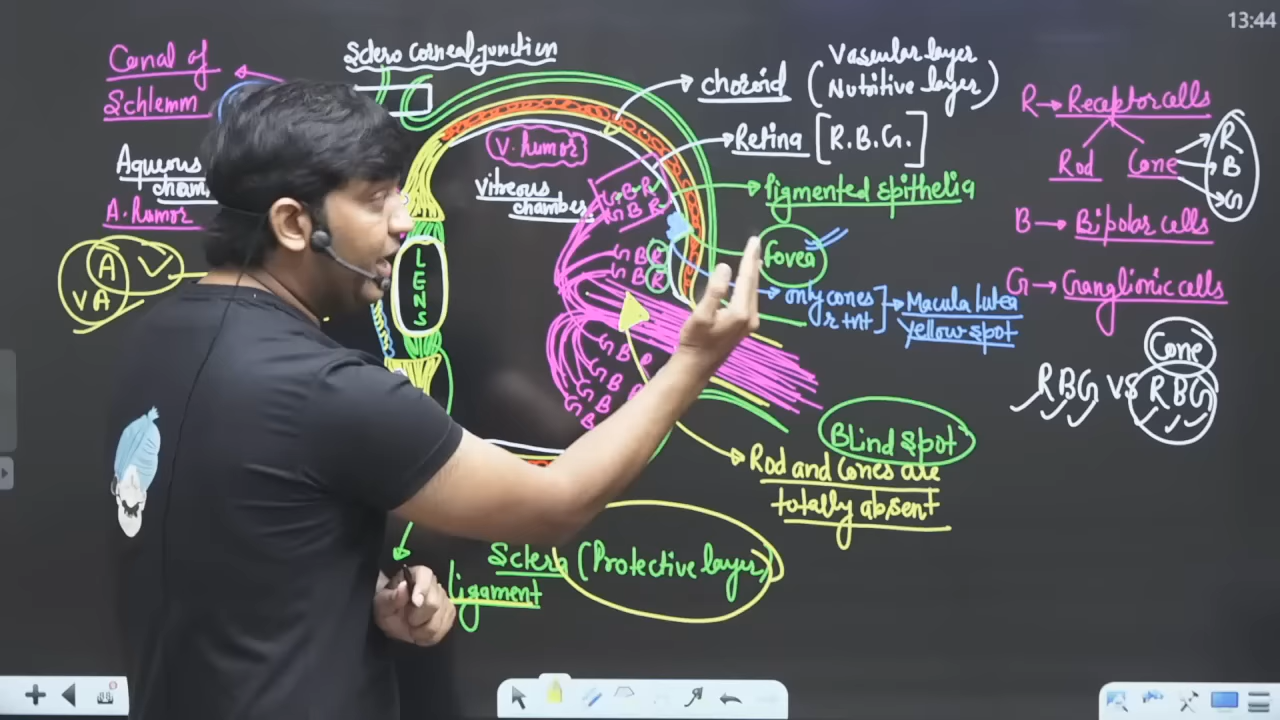 13:44
Canal of
Schlemm
Sclero Corneal junction
Aqueous
cham
A. humor
A
VA
V. humor
Vitreous
chamber
LENS
choroid (Vascular layer
Nutritive layer)
Retina [R.B.G.]
Pigmented epithelia
fovea
only cones
r tnt
Macula lutea
Yellow spot
G B R
G B R
G B R
G B R
G B R
G B
G B
Blind spot
Rod and Cones are
totally absent
Sclera (Protective layer)
ligament
R→Receptor cells
Rod Cone
R
B
G
B→Bipolar cells
G→Ganglionic cells
Cone
RBG VS RBG